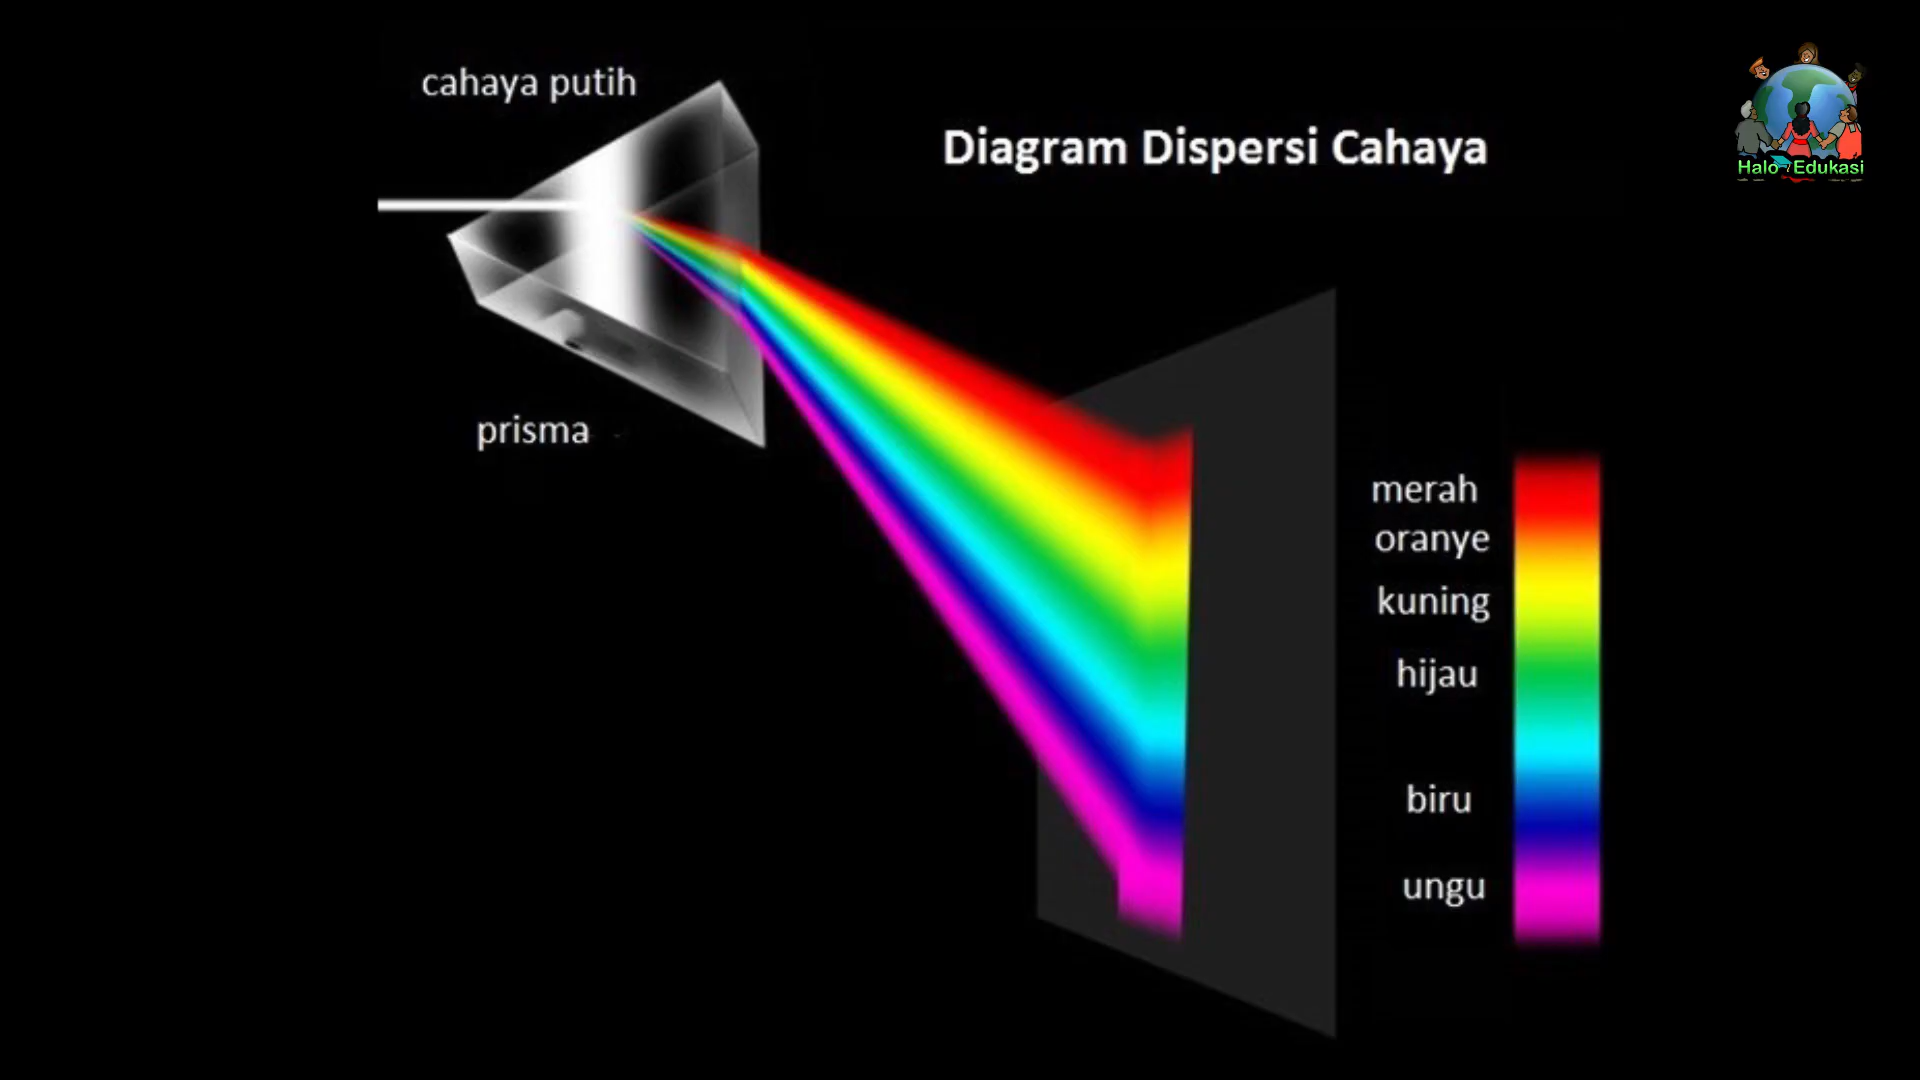 cahaya putih
Diagram Dispersi Cahaya
Halo Edukasi
prisma
merah
oranye
kuning
hijau
biru
ungu